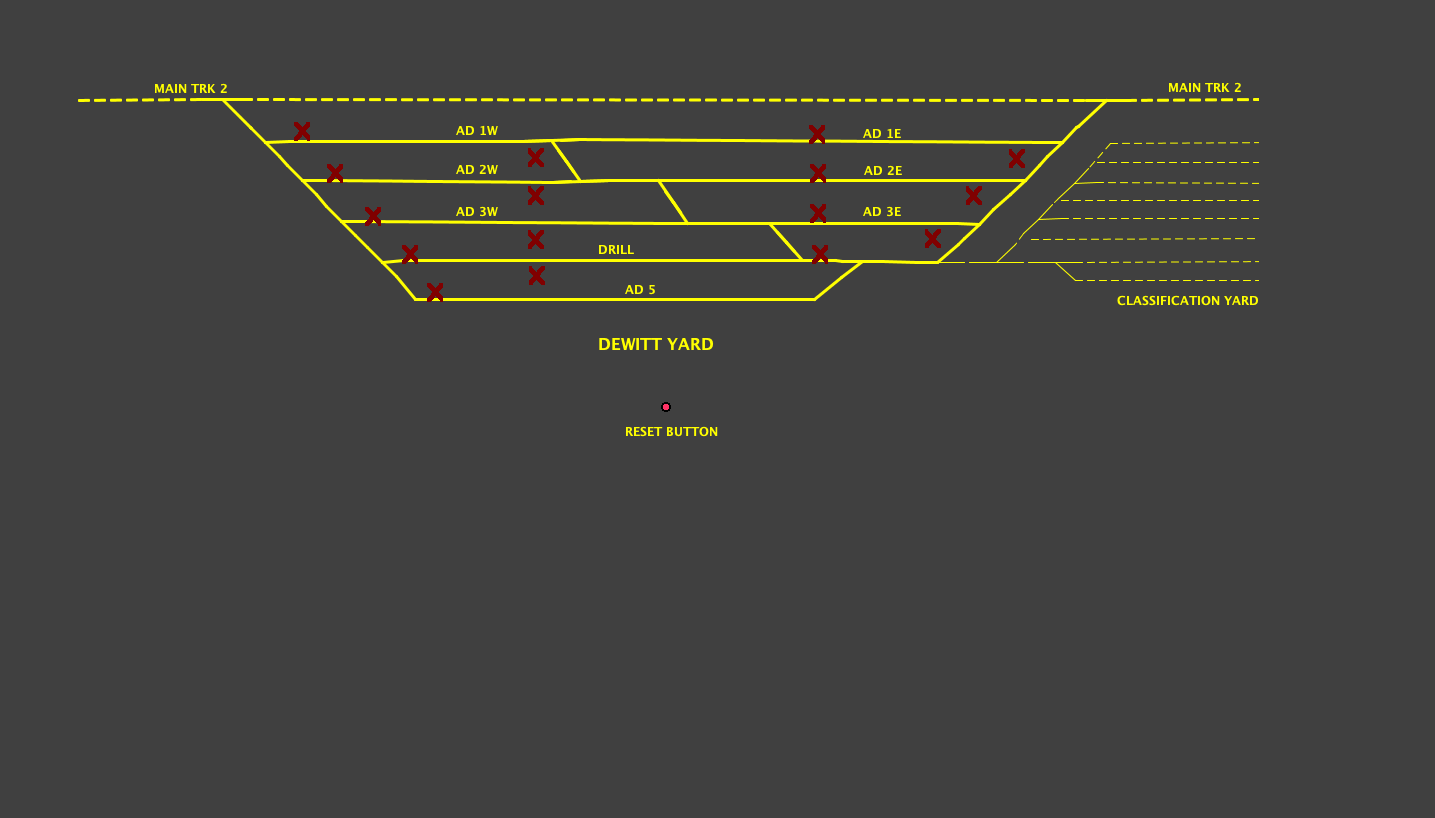 MAIN TRK 2
MAIN TRK 2
AD 1W
AD 1E
AD 2W
AD 2E
AD 3W
AD 3E
DRILL
AD 5
CLASSIFICATION YARD
DEWITT YARD
RESET BUTTON